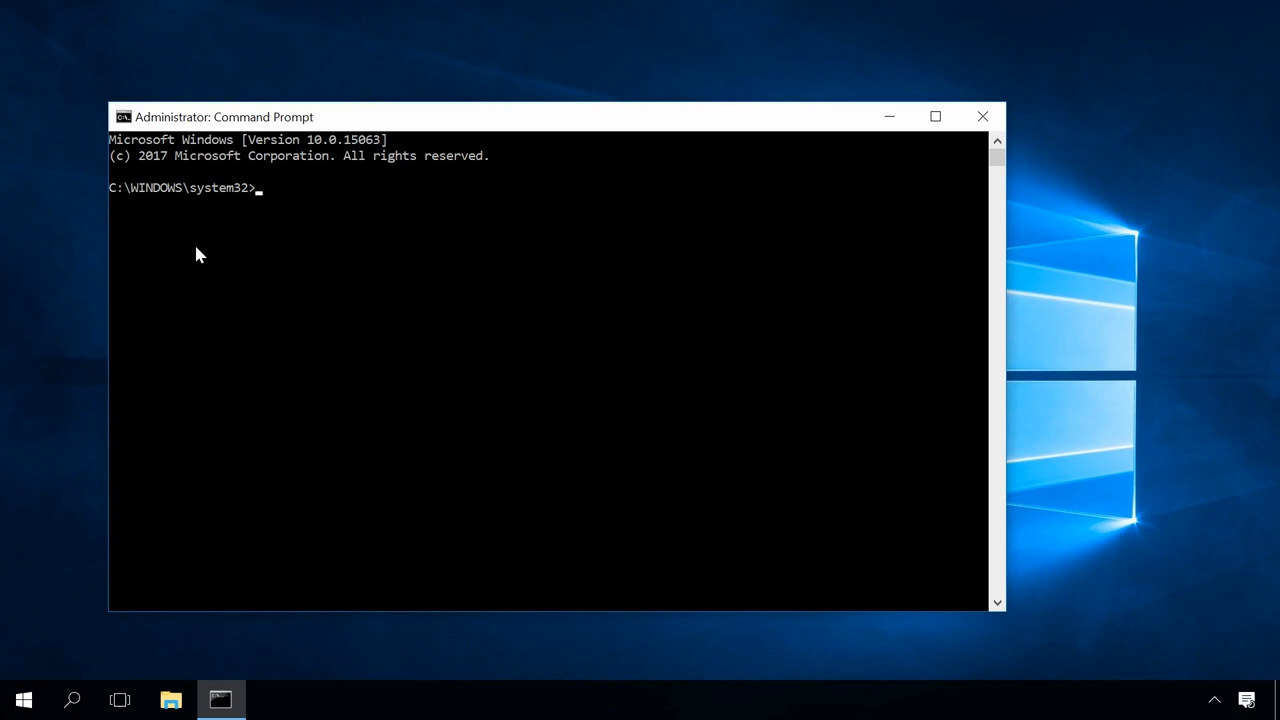 Administrator: Command Prompt
Microsoft Windows [Version 10.0.15063]
(c) 2017 Microsoft Corporation. All rights reserved.
C:\WINDOWS\system32>